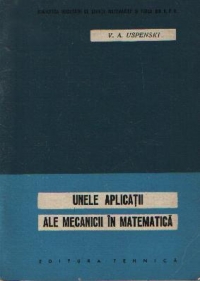 V. A. USPENSKI
UNELE APLICAȚII
ALE MECANICII ÎN MATEMATICĂ
EDITURA TEHNICĂ